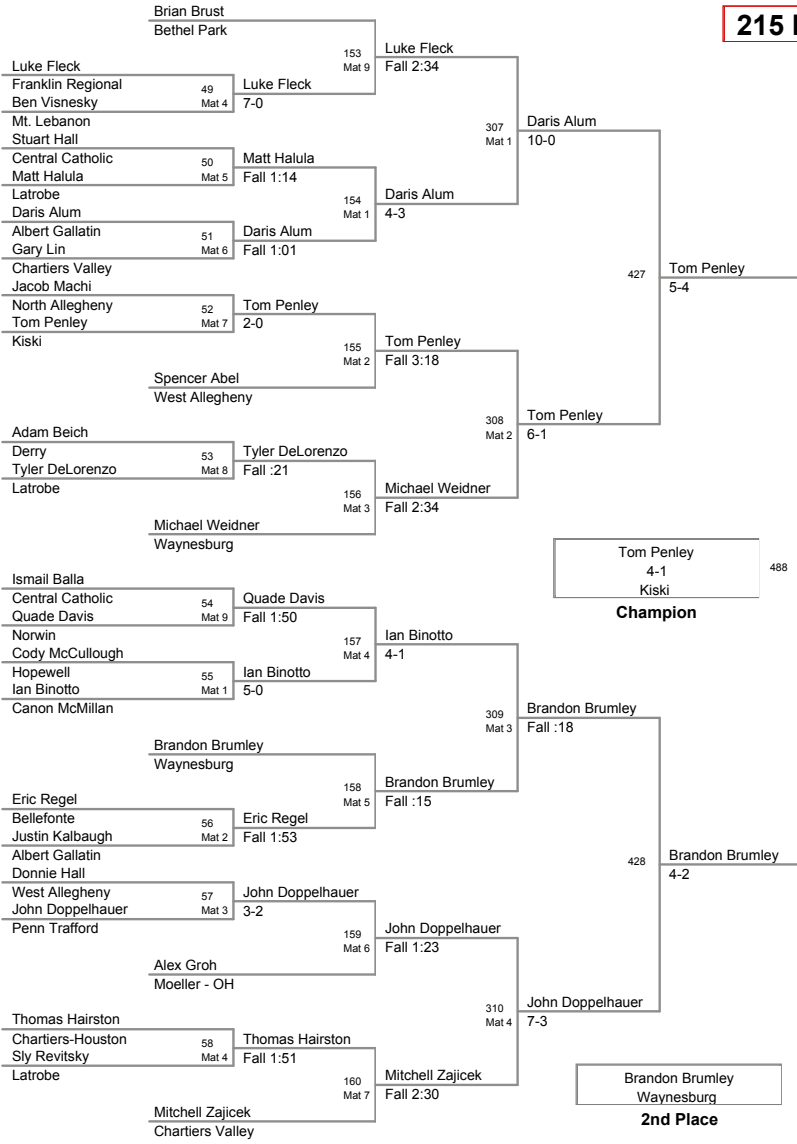 Brian Brust
Bethel Park
215
153
Mat 9
Luke Fleck
Fall 2:34
Luke Fleck
Franklin Regional
49
Mat 4
Luke Fleck
7-0
Ben Visnesky
Mt. Lebanon
307
Mat 1
Daris Alum
10-0
Stuart Hall
Central Catholic
50
Mat 5
Matt Halula
Fall 1:14
Matt Halula
Latrobe
154
Mat 1
Daris Alum
4-3
Daris Alum
Albert Gallatin
51
Mat 6
Daris Alum
Fall 1:01
Gary Lin
Chartiers Valley
427
Tom Penley
5-4
Jacob Machi
North Allegheny
52
Mat 7
Tom Penley
2-0
Tom Penley
Kiski
155
Mat 2
Tom Penley
Fall 3:18
Spencer Abel
West Allegheny
308
Mat 2
Tom Penley
6-1
Adam Beich
Derry
53
Mat 8
Tyler DeLorenzo
Fall :21
Tyler DeLorenzo
Latrobe
156
Mat 3
Michael Weidner
Fall 2:34
Michael Weidner
Waynesburg
Tom Penley
4-1
Kiski
488
Champion
Ismail Balla
Central Catholic
54
Mat 9
Quade Davis
Fall 1:50
Quade Davis
Norwin
157
Mat 4
Ian Binotto
4-1
Cody McCullough
Hopewell
55
Mat 1
Ian Binotto
5-0
Ian Binotto
Canon McMillan
309
Mat 3
Brandon Brumley
Fall :18
Brandon Brumley
Waynesburg
158
Mat 5
Brandon Brumley
Fall :15
Eric Regel
Bellefonte
56
Mat 2
Eric Regel
Fall 1:53
Justin Kalbaugh
Albert Gallatin
428
Brandon Brumley
4-2
Donnie Hall
West Allegheny
57
Mat 3
John Doppelhauer
3-2
John Doppelhauer
Penn Trafford
159
Mat 6
John Doppelhauer
Fall 1:23
Alex Groh
Moeller - OH
310
Mat 4
John Doppelhauer
7-3
Thomas Hairston
Chartiers-Houston
58
Mat 4
Thomas Hairston
Fall 1:51
Sly Revitsky
Latrobe
160
Mat 7
Mitchell Zajicek
Fall 2:30
Mitchell Zajicek
Chartiers Valley
Brandon Brumley
Waynesburg
2nd Place